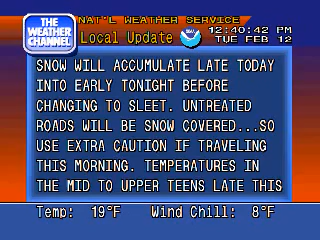 THE
WEATHER
CHANNEL
NAT'L WEATHER SERVICE
Local Update
12:40:42 PM
TUE FEB 12
SNOW WILL ACCUMULATE LATE TODAY
INTO EARLY TONIGHT BEFORE
CHANGING TO SLEET. UNTREATED
ROADS WILL BE SNOW COVERED...SO
USE EXTRA CAUTION IF TRAVELING
THIS MORNING. TEMPERATURES IN
THE MID TO UPPER TEENS LATE THIS
Temp: 19°F Wind Chill: 8°F